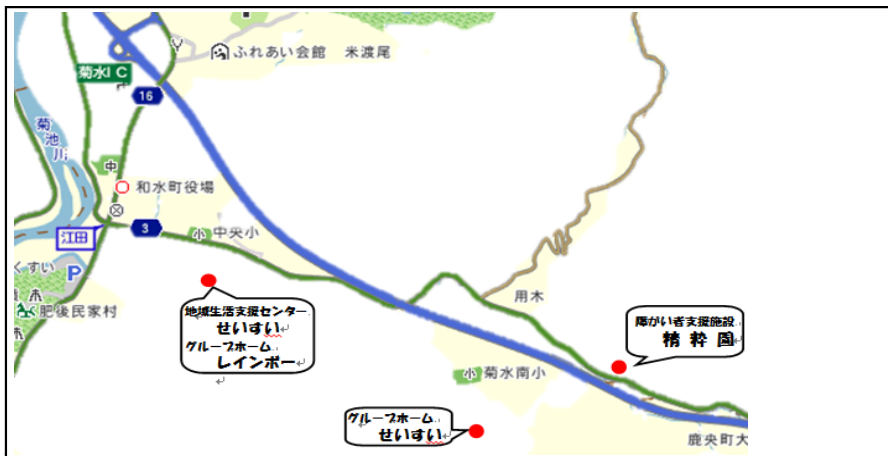 ふれあい会館 米渡尾
菊水IC
16
菊池川
中
和水町役場
3
小 中央小
江田
くすい
P
肥後民家村
用木
地域生活支援センター
せいすい
グループホーム
レインボー
障がい者支援施設
精粋園
小 菊水南小
グループホーム
せいすい
鹿央町大